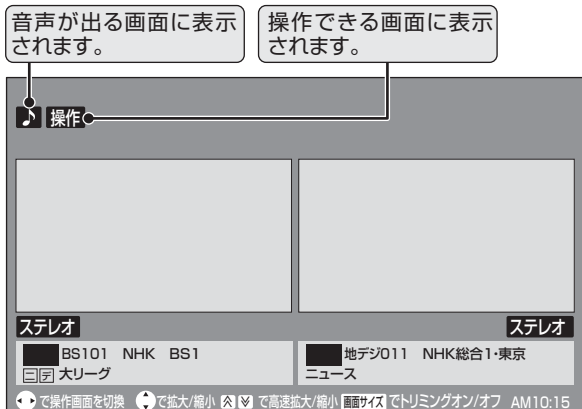 音声が出る画面に表示
されます。
操作できる画面に表示
されます。
♪ 操作
ステレオ
ステレオ
BS101 NHK BS1
二デ 大リーグ
地デジ011 NHK総合1・東京
ニュース
で操作画面を切換 で拡大/縮小 で高速拡大/縮小 画面サイズ でトリミングオン/オフ AM10:15